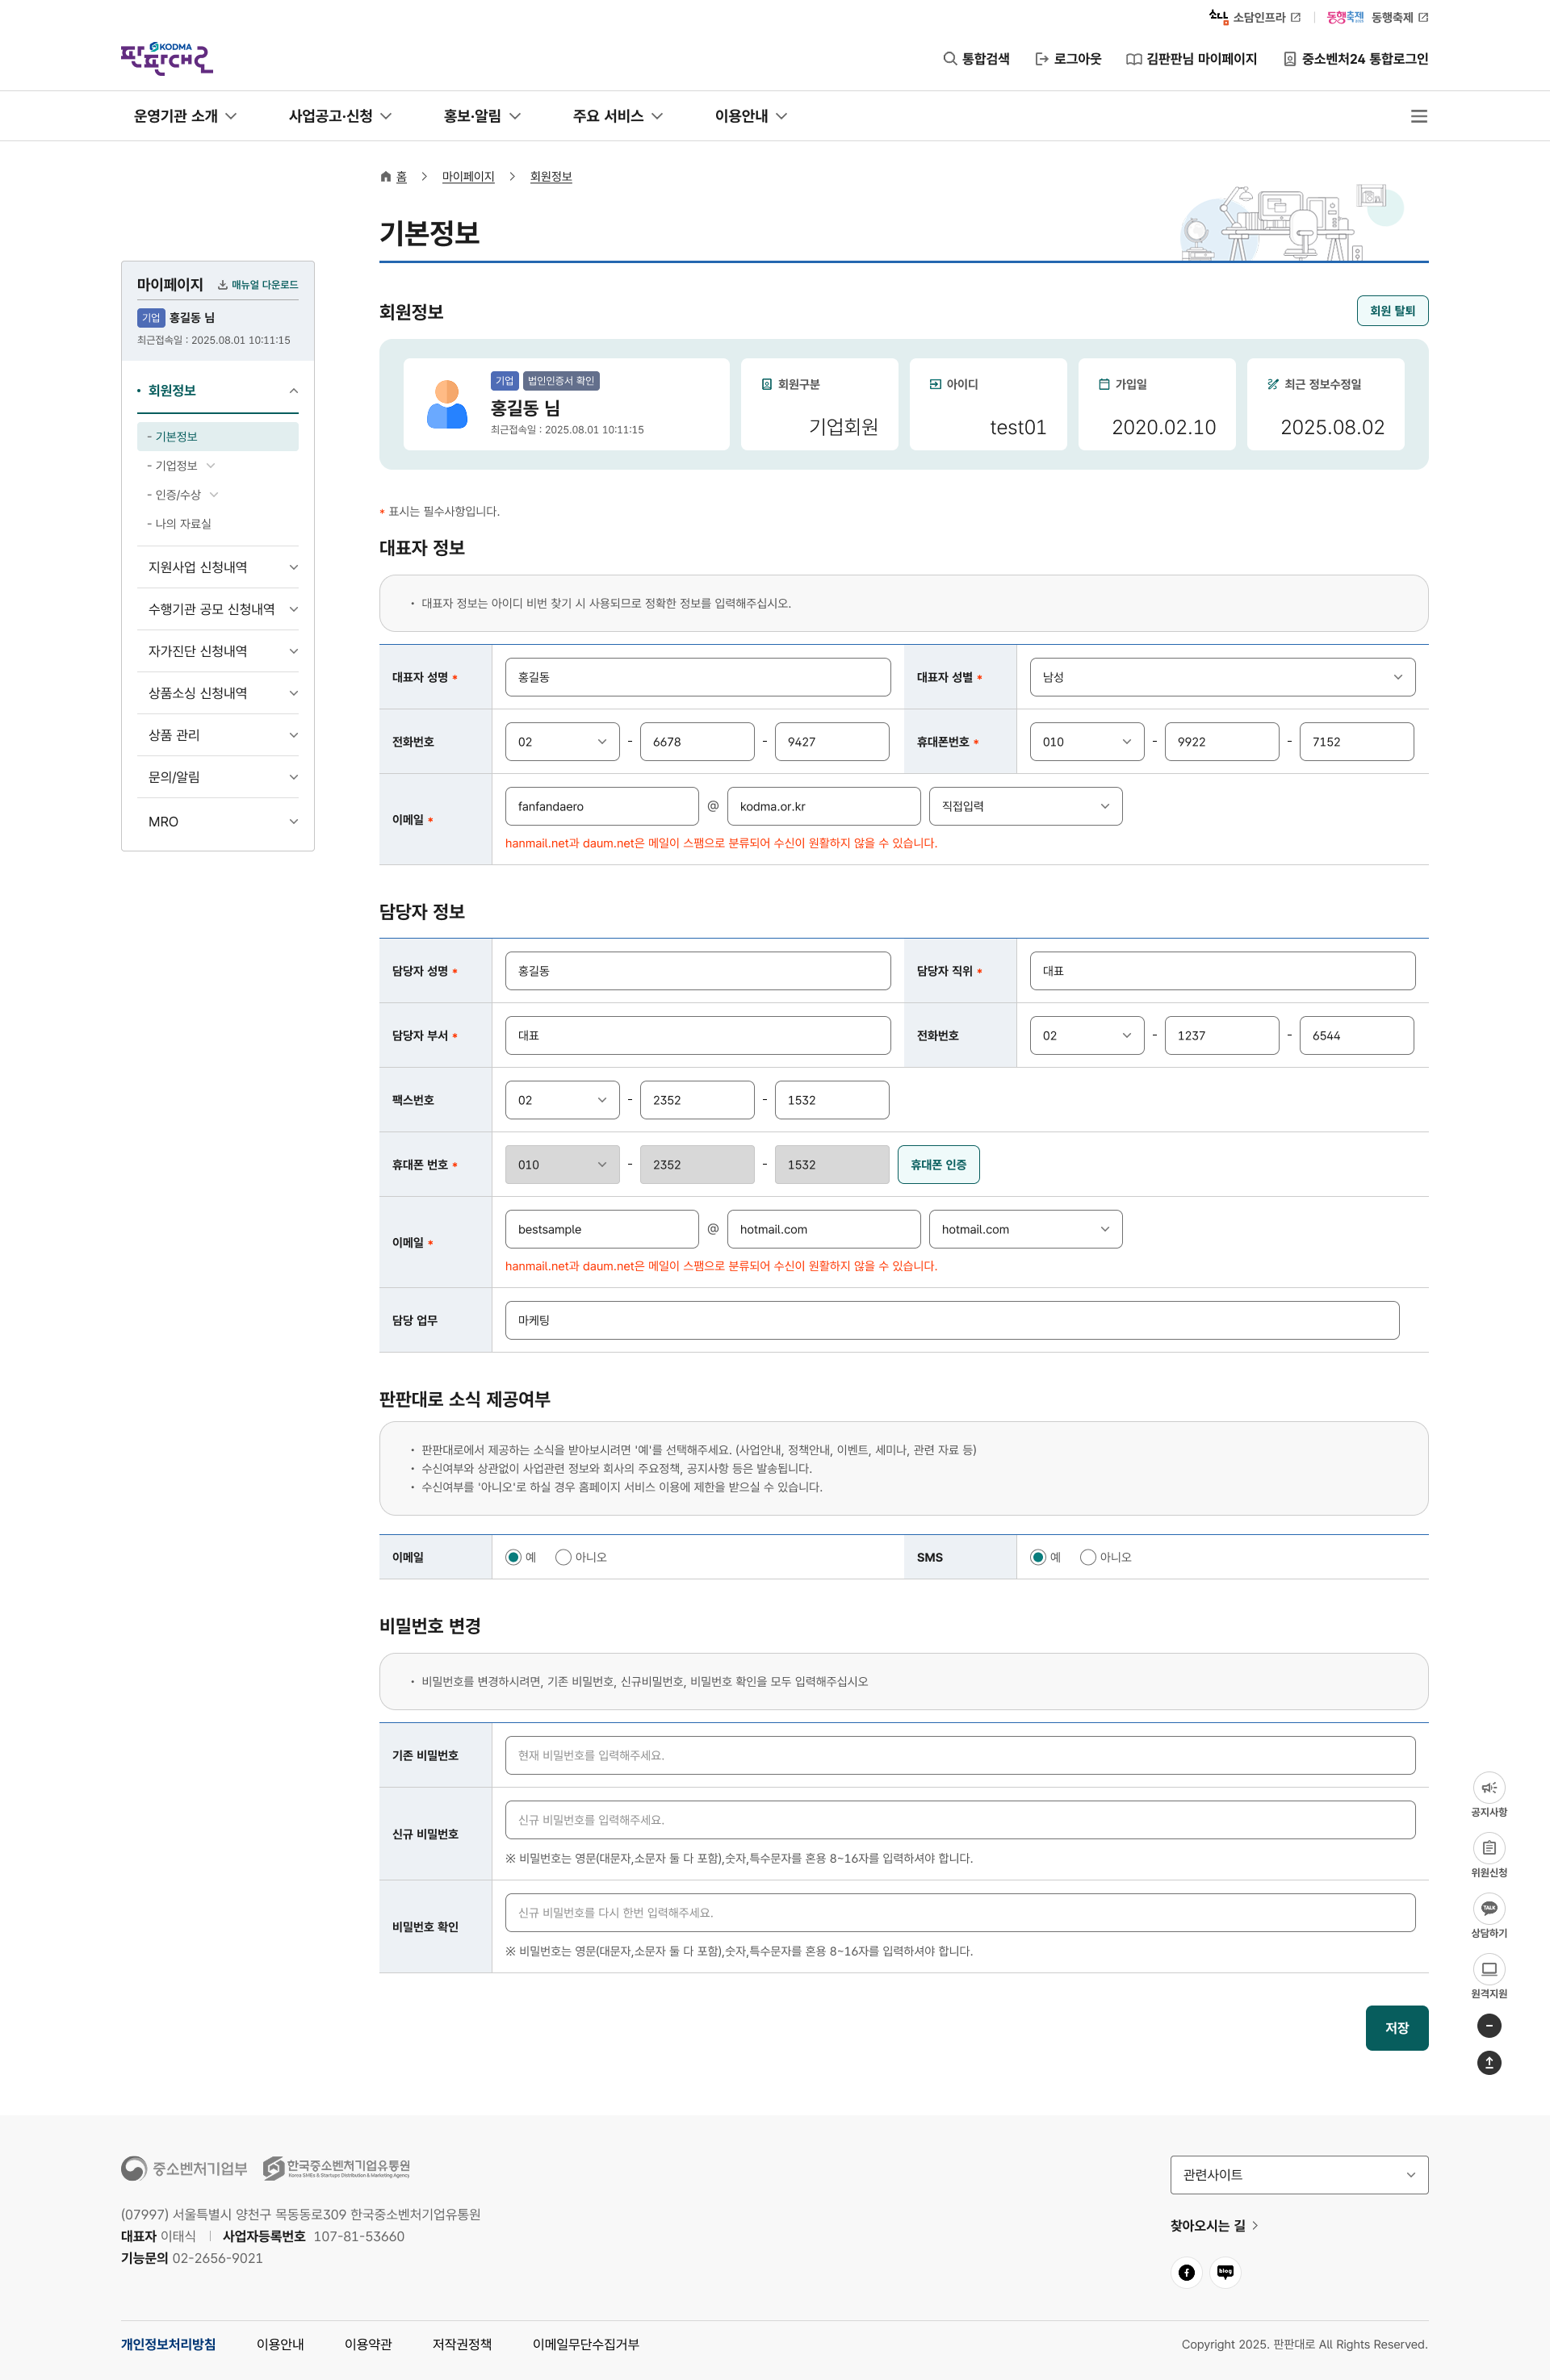 소담 소담인프라
동행축제 동행축제
판판대로 KODMA
통합검색
로그아웃
김판판님 마이페이지
중소벤처24 통합로그인
운영기관 소개
사업공고·신청
홍보·알림
주요 서비스
이용안내
홈 마이페이지 회원정보
기본정보
마이페이지 매뉴얼 다운로드
기업 홍길동 님
최근접속일 : 2025.08.01 10:11:15
회원정보
- 기본정보
- 기업정보
- 인증/수상
- 나의 자료실
지원사업 신청내역
수행기관 공모 신청내역
자가진단 신청내역
상품소싱 신청내역
상품 관리
문의/알림
MRO
회원정보
회원 탈퇴
기업 법인인증서 확인
홍길동 님
최근접속일 : 2025.08.01 10:11:15
회원구분
기업회원
아이디
test01
가입일
2020.02.10
최근 정보수정일
2025.08.02
* 표시는 필수사항입니다.
대표자 정보
• 대표자 정보는 아이디 비번 찾기 시 사용되므로 정확한 정보를 입력해주십시오.
대표자 성명 * 홍길동
대표자 성별 * 남성
전화번호 02 - 6678 - 9427
휴대폰번호 * 010 - 9922 - 7152
이메일 * fanfandaero @ kodma.or.kr 직접입력
hanmail.net과 daum.net은 메일이 스팸으로 분류되어 수신이 원활하지 않을 수 있습니다.
담당자 정보
담당자 성명 * 홍길동
담당자 직위 * 대표
담당자 부서 * 대표
전화번호 02 - 1237 - 6544
팩스번호 02 - 2352 - 1532
휴대폰 번호 * 010 - 2352 - 1532 휴대폰 인증
이메일 * bestsample @ hotmail.com hotmail.com
hanmail.net과 daum.net은 메일이 스팸으로 분류되어 수신이 원활하지 않을 수 있습니다.
담당 업무 마케팅
판판대로 소식 제공여부
• 판판대로에서 제공하는 소식을 받아보시려면 '예'를 선택해주세요. (사업안내, 정책안내, 이벤트, 세미나, 관련 자료 등)
• 수신여부와 상관없이 사업관련 정보와 회사의 주요정책, 공지사항 등은 발송됩니다.
• 수신여부를 '아니오'로 하실 경우 홈페이지 서비스 이용에 제한을 받으실 수 있습니다.
이메일 예 아니오
SMS 예 아니오
비밀번호 변경
• 비밀번호를 변경하시려면, 기존 비밀번호, 신규비밀번호, 비밀번호 확인을 모두 입력해주십시오
기존 비밀번호 현재 비밀번호를 입력해주세요.
신규 비밀번호 신규 비밀번호를 입력해주세요.
※ 비밀번호는 영문(대문자,소문자 둘 다 포함),숫자,특수문자를 혼용 8~16자를 입력하셔야 합니다.
비밀번호 확인 신규 비밀번호를 다시 한번 입력해주세요.
※ 비밀번호는 영문(대문자,소문자 둘 다 포함),숫자,특수문자를 혼용 8~16자를 입력하셔야 합니다.
저장
공지사항
위원신청
TALK
상담하기
원격지원
중소벤처기업부
한국중소벤처기업유통원
Korea SMEs & Startups Distribution & Marketing Agency
(07997) 서울특별시 양천구 목동동로309 한국중소벤처기업유통원
대표자 이태식 사업자등록번호 107-81-53660
기능문의 02-2656-9021
관련사이트
찾아오시는 길
blog
개인정보처리방침
이용안내
이용약관
저작권정책
이메일무단수집거부
Copyright 2025. 판판대로 All Rights Reserved.